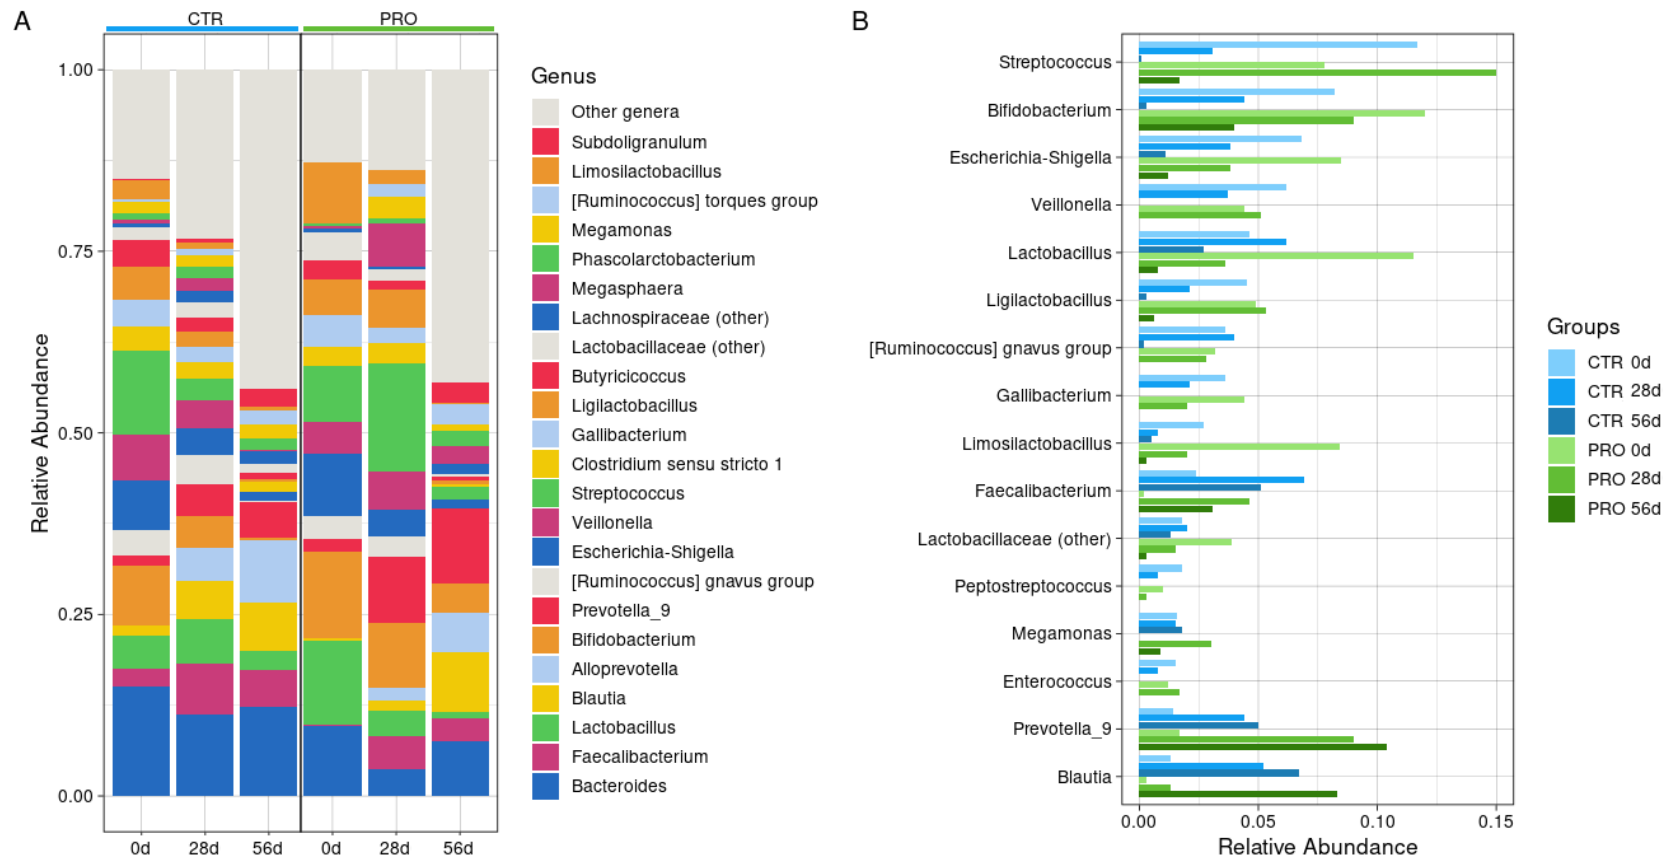 A
CTR
PRO
1.00
0.75
0.50
0.25
0.00
Relative Abundance
0d
28d
56d
0d
28d
56d
Genus
Other genera
Subdoligranulum
Limosilactobacillus
[Ruminococcus] torques group
Megamonas
Phascolarctobacterium
Megasphaera
Lachnospiraceae (other)
Lactobacillaceae (other)
Butyricicoccus
Ligilactobacillus
Gallibacterium
Clostridium sensu stricto 1
Streptococcus
Veillonella
Escherichia-Shigella
[Ruminococcus] gnavus group
Prevotella_9
Bifidobacterium
Alloprevotella
Blautia
Lactobacillus
Faecalibacterium
Bacteroides
B
Streptococcus
Bifidobacterium
Escherichia-Shigella
Veillonella
Lactobacillus
Ligilactobacillus
[Ruminococcus] gnavus group
Gallibacterium
Limosilactobacillus
Faecalibacterium
Lactobacillaceae (other)
Peptostreptococcus
Megamonas
Enterococcus
Prevotella_9
Blautia
0.00
0.05
0.10
0.15
Relative Abundance
Groups
CTR 0d
CTR 28d
CTR 56d
PRO 0d
PRO 28d
PRO 56d